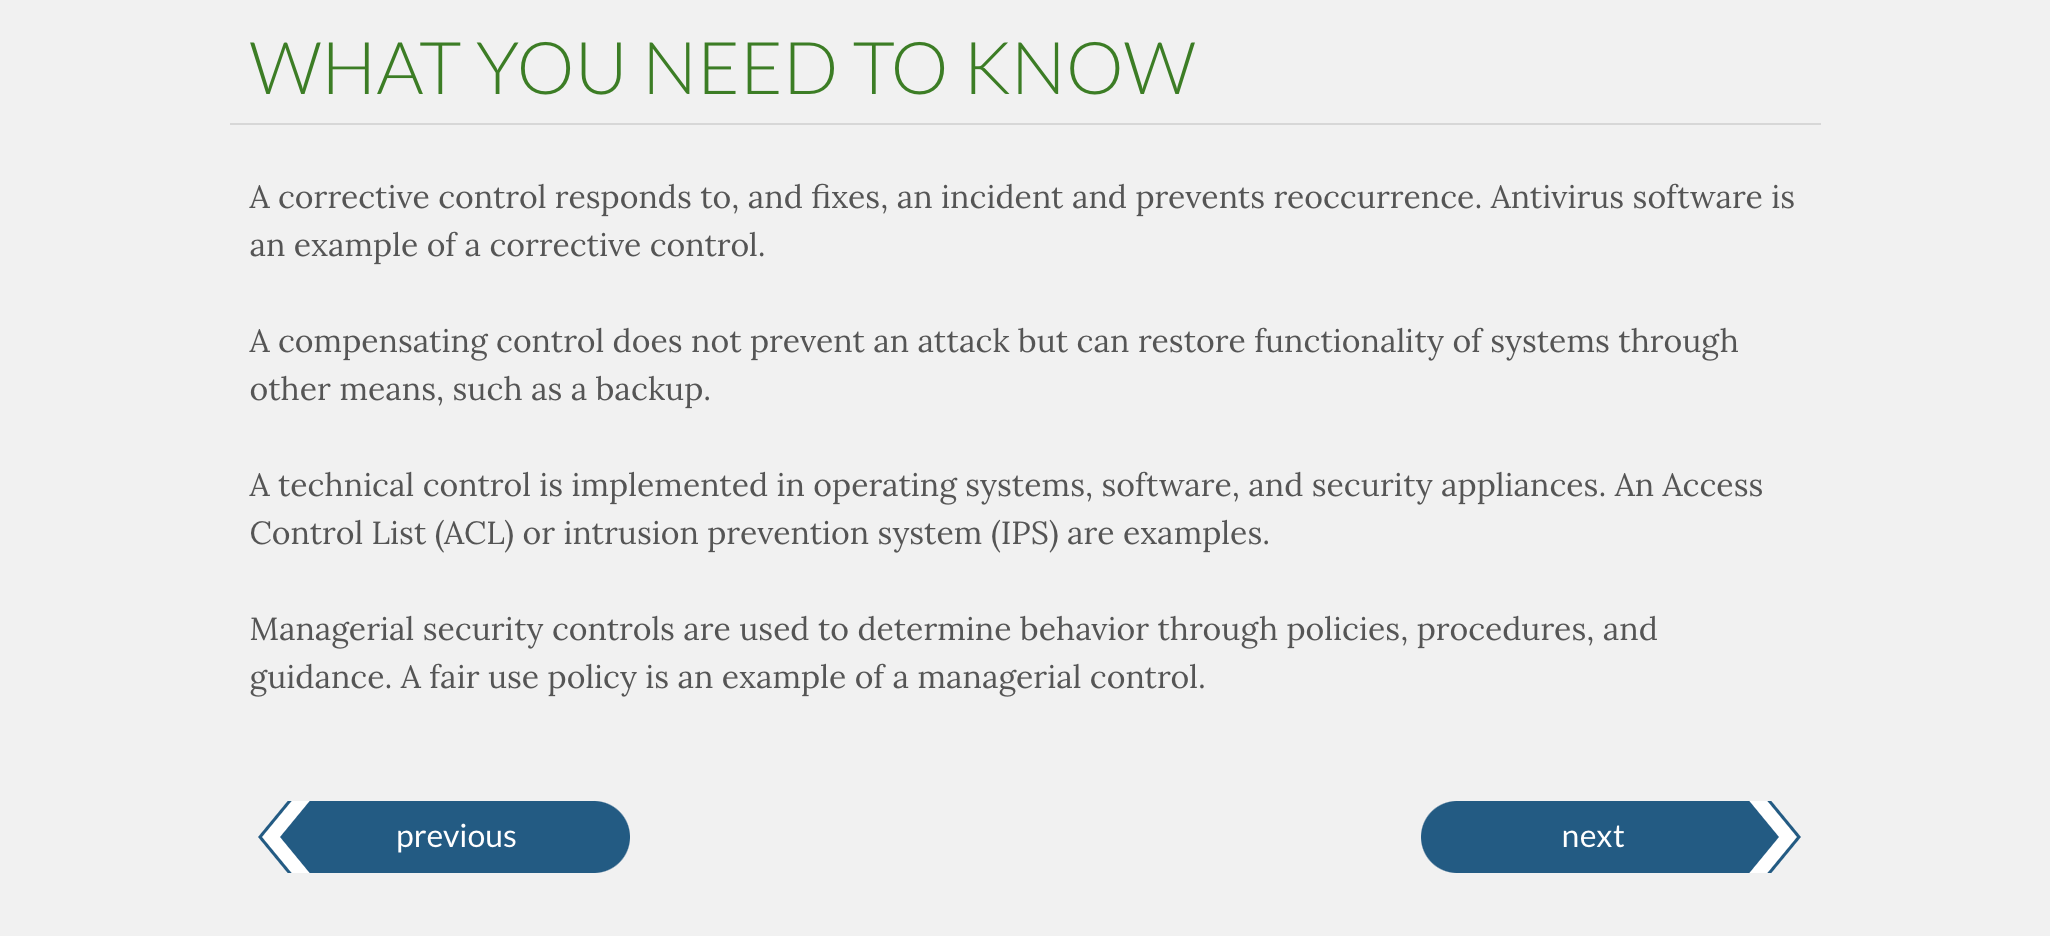 WHAT YOU NEED TO KNOW
A corrective control responds to, and fixes, an incident and prevents reoccurrence. Antivirus software is
an example of a corrective control.
A compensating control does not prevent an attack but can restore functionality of systems through
other means, such as a backup.
A technical control is implemented in operating systems, software, and security appliances. An Access
Control List (ACL) or intrusion prevention system (IPS) are examples.
Managerial security controls are used to determine behavior through policies, procedures, and
guidance. A fair use policy is an example of a managerial control.
previous
next